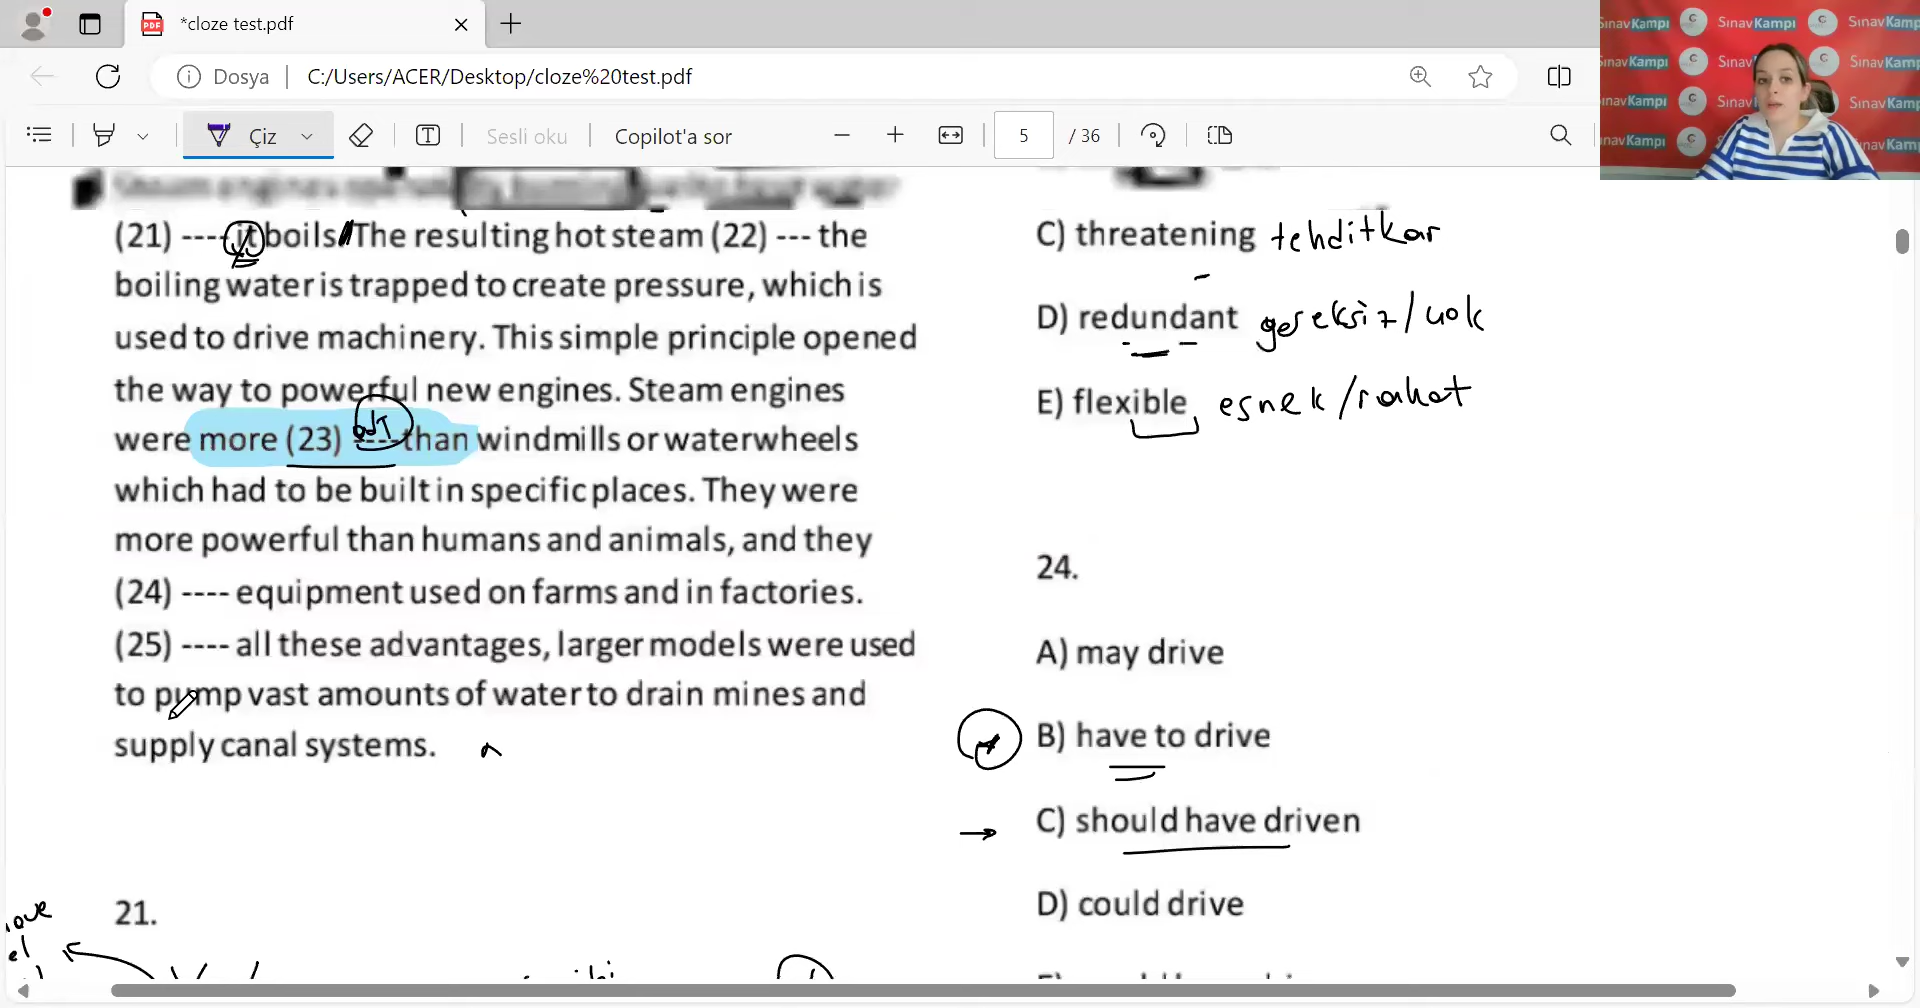 *cloze test.pdf
Dosya
C:/Users/ACER/Desktop/cloze%20test.pdf
Çiz
Sesli oku
Copilot'a sor
5
/ 36
SınavKampı
Steam engines water
(21) ---- it boils. The resulting hot steam (22) --- the
boiling water is trapped to create pressure, which is
used to drive machinery. This simple principle opened
the way to powerful new engines. Steam engines
were more (23) ---- than windmills or waterwheels
which had to be built in specific places. They were
more powerful than humans and animals, and they
(24) ---- equipment used on farms and in factories.
(25) ---- all these advantages, larger models were used
to pump vast amounts of water to drain mines and
supply canal systems.
21.
C) threatening tehditkar
D) redundant gereksiz/
E) flexible esnek/rahat
24.
A) may drive
B) have to drive
C) should have driven
D) could drive